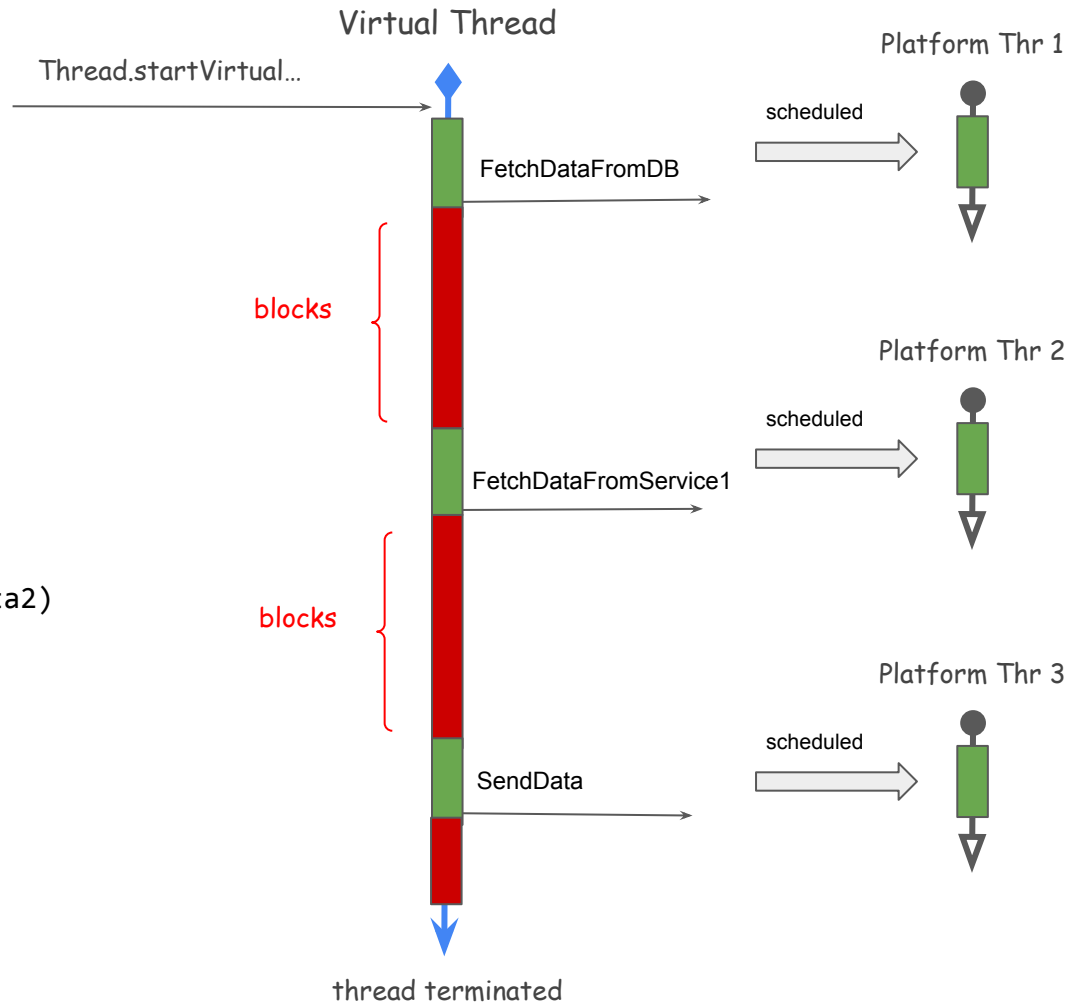 Virtual Thread
Platform Thr 1
Thread.startVirtual…
scheduled
FetchDataFromDB
blocks
Platform Thr 2
scheduled
FetchDataFromService1
a2)
blocks
Platform Thr 3
scheduled
SendData
thread terminated